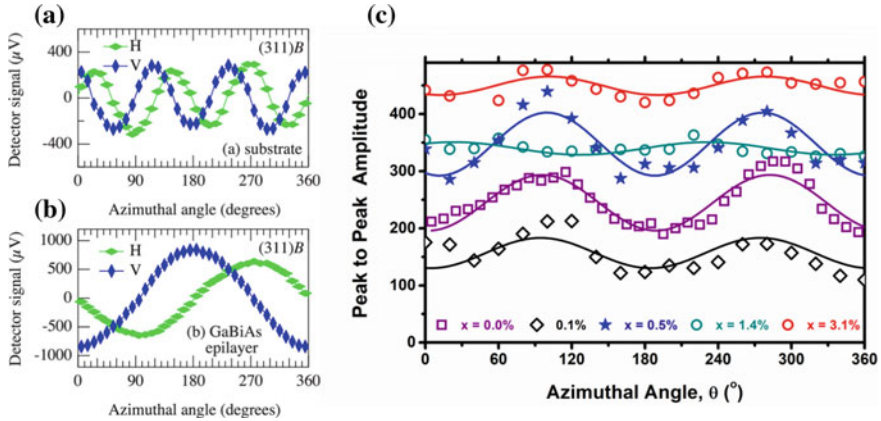 (a)
Detector signal (μV)
400
200
0
-200
-400
H
V
(311)B
(a) substrate
0 90 180 270 360
Azimuthal angle (degrees)
(b)
Detector signal (μV)
1000
500
0
-500
-1000
H
V
(311)B
(b) GaBiAs
epilayer
0 90 180 270 360
Azimuthal angle (degrees)
(c)
Peak to Peak Amplitude
400
300
200
100
0
x = 0.0% 0.1% x = 0.5% x = 1.4% x = 3.1%
0 60 120 180 240 300 360
Azimuthal Angle, θ (°)